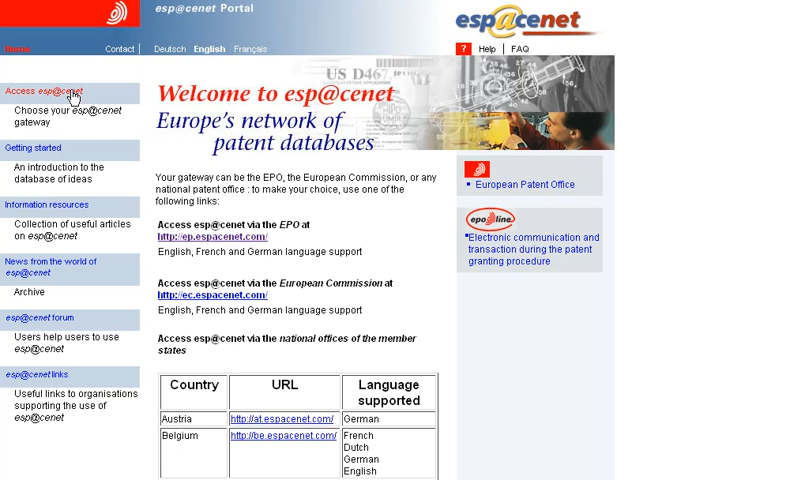 esp@cenet Portal
esp@cenet
Home
Contact
Deutsch English Français
? Help FAQ
Access esp@cenet
Choose your esp@cenet
gateway
Getting started
An introduction to the
database of ideas
Information resources
Collection of useful articles
on esp@cenet
News from the world of
esp@cenet
Archive
esp@cenet forum
Users help users to use
esp@cenet
esp@cenet links
Useful links to organisations
supporting the use of
esp@cenet
US D467,
Welcome to esp@cenet
Europe's network of
patent databases
Your gateway can be the EPO, the European Commission, or any
national patent office : to make your choice, use one of the
following links:
Access esp@cenet via the EPO at
http://ep.espacenet.com/
English, French and German language support
Access esp@cenet via the European Commission at
http://ec.espacenet.com/
English, French and German language support
Access esp@cenet via the national offices of the member
states
Country URL Language
supported
Austria http://at.espacenet.com/ German
Belgium http://be.espacenet.com/ French
Dutch
German
English
European Patent Office
epoline
Electronic communication and
transaction during the patent
granting procedure